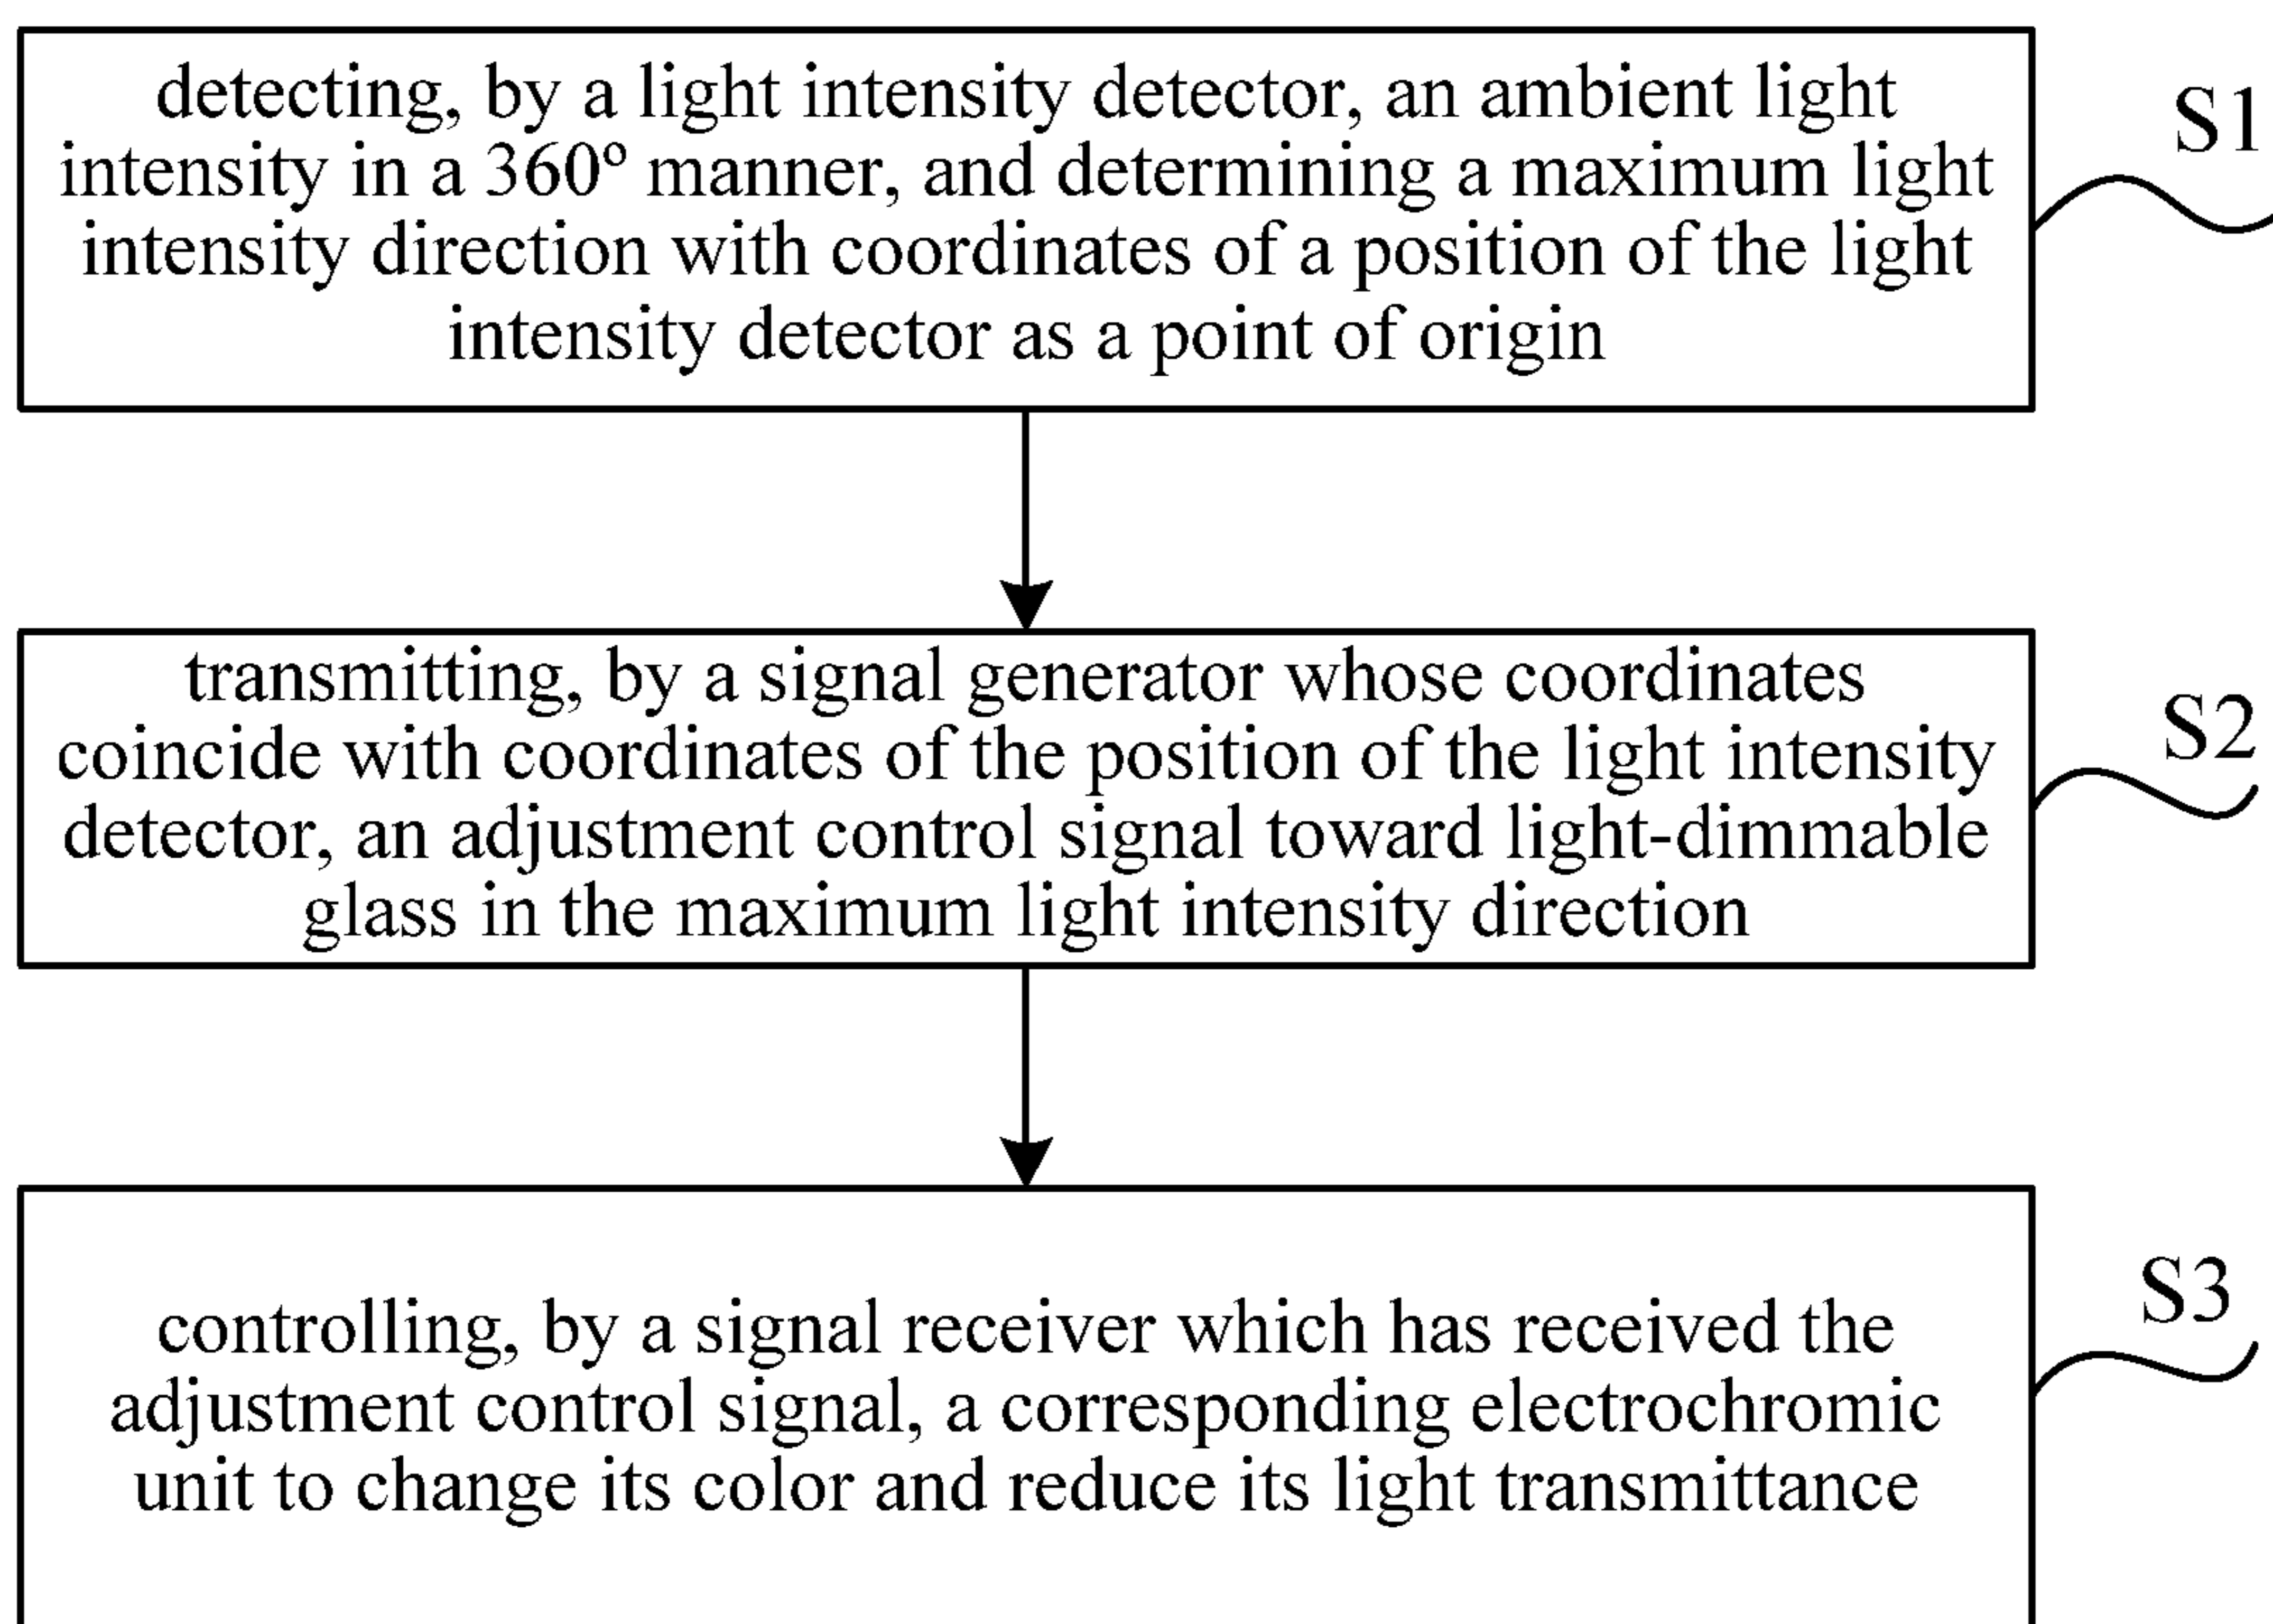 detecting, by a light intensity detector, an ambient light
intensity in a 360º manner, and determining a maximum light
intensity direction with coordinates of a position of the light
intensity detector as a point of origin
S1
transmitting, by a signal generator whose coordinates
coincide with coordinates of the position of the light intensity
detector, an adjustment control signal toward light-dimmable
glass in the maximum light intensity direction
S2
controlling, by a signal receiver which has received the
adjustment control signal, a corresponding electrochromic
unit to change its color and reduce its light transmittance
S3